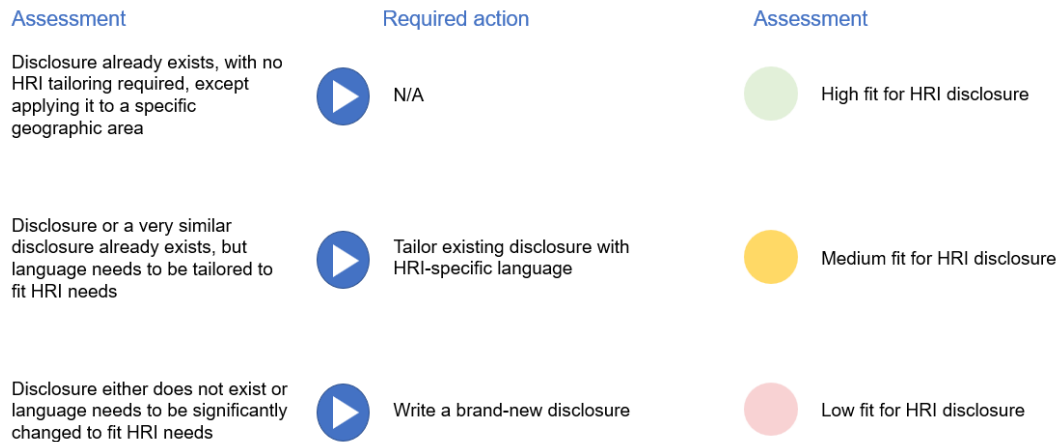 Assessment
Required action
Assessment
Disclosure already exists, with no
HRI tailoring required, except
applying it to a specific
geographic area
N/A
High fit for HRI disclosure
Disclosure or a very similar
disclosure already exists, but
language needs to be tailored to
fit HRI needs
Tailor existing disclosure with
HRI-specific language
Medium fit for HRI disclosure
Disclosure either does not exist or
language needs to be significantly
changed to fit HRI needs
Write a brand-new disclosure
Low fit for HRI disclosure